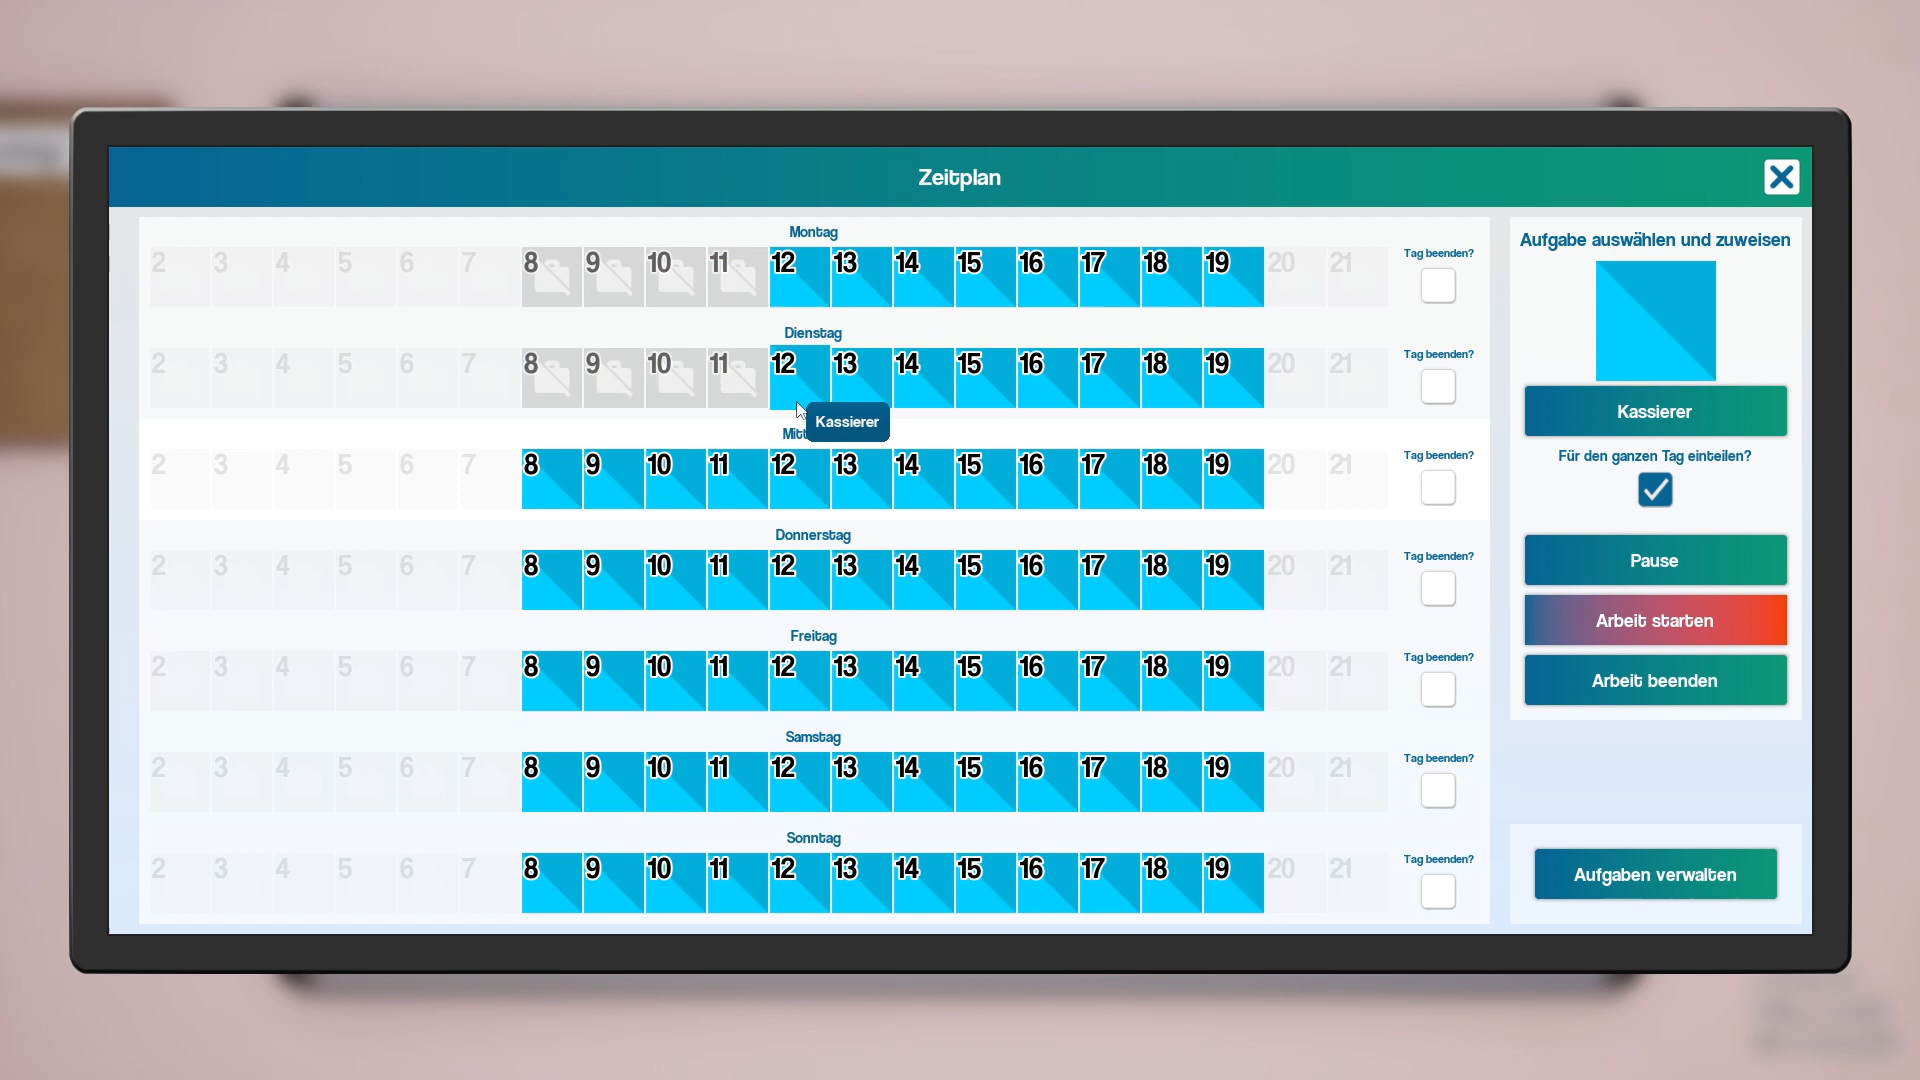 Zeitplan
Montag
2 3 4 5 6 7 8 9 10 11 12 13 14 15 16 17 18 19 20 21
Tag beenden?
Dienstag
2 3 4 5 6 7 8 9 10 11 12 13 14 15 16 17 18 19 20 21
Tag beenden?
Kassierer
Mitt
2 3 4 5 6 7 8 9 10 11 12 13 14 15 16 17 18 19 20 21
Tag beenden?
Donnerstag
2 3 4 5 6 7 8 9 10 11 12 13 14 15 16 17 18 19 20 21
Tag beenden?
Freitag
2 3 4 5 6 7 8 9 10 11 12 13 14 15 16 17 18 19 20 21
Tag beenden?
Samstag
2 3 4 5 6 7 8 9 10 11 12 13 14 15 16 17 18 19 20 21
Tag beenden?
Sonntag
2 3 4 5 6 7 8 9 10 11 12 13 14 15 16 17 18 19 20 21
Tag beenden?
Aufgabe auswählen und zuweisen
Kassierer
Für den ganzen Tag einteilen?
Pause
Arbeit starten
Arbeit beenden
Aufgaben verwalten